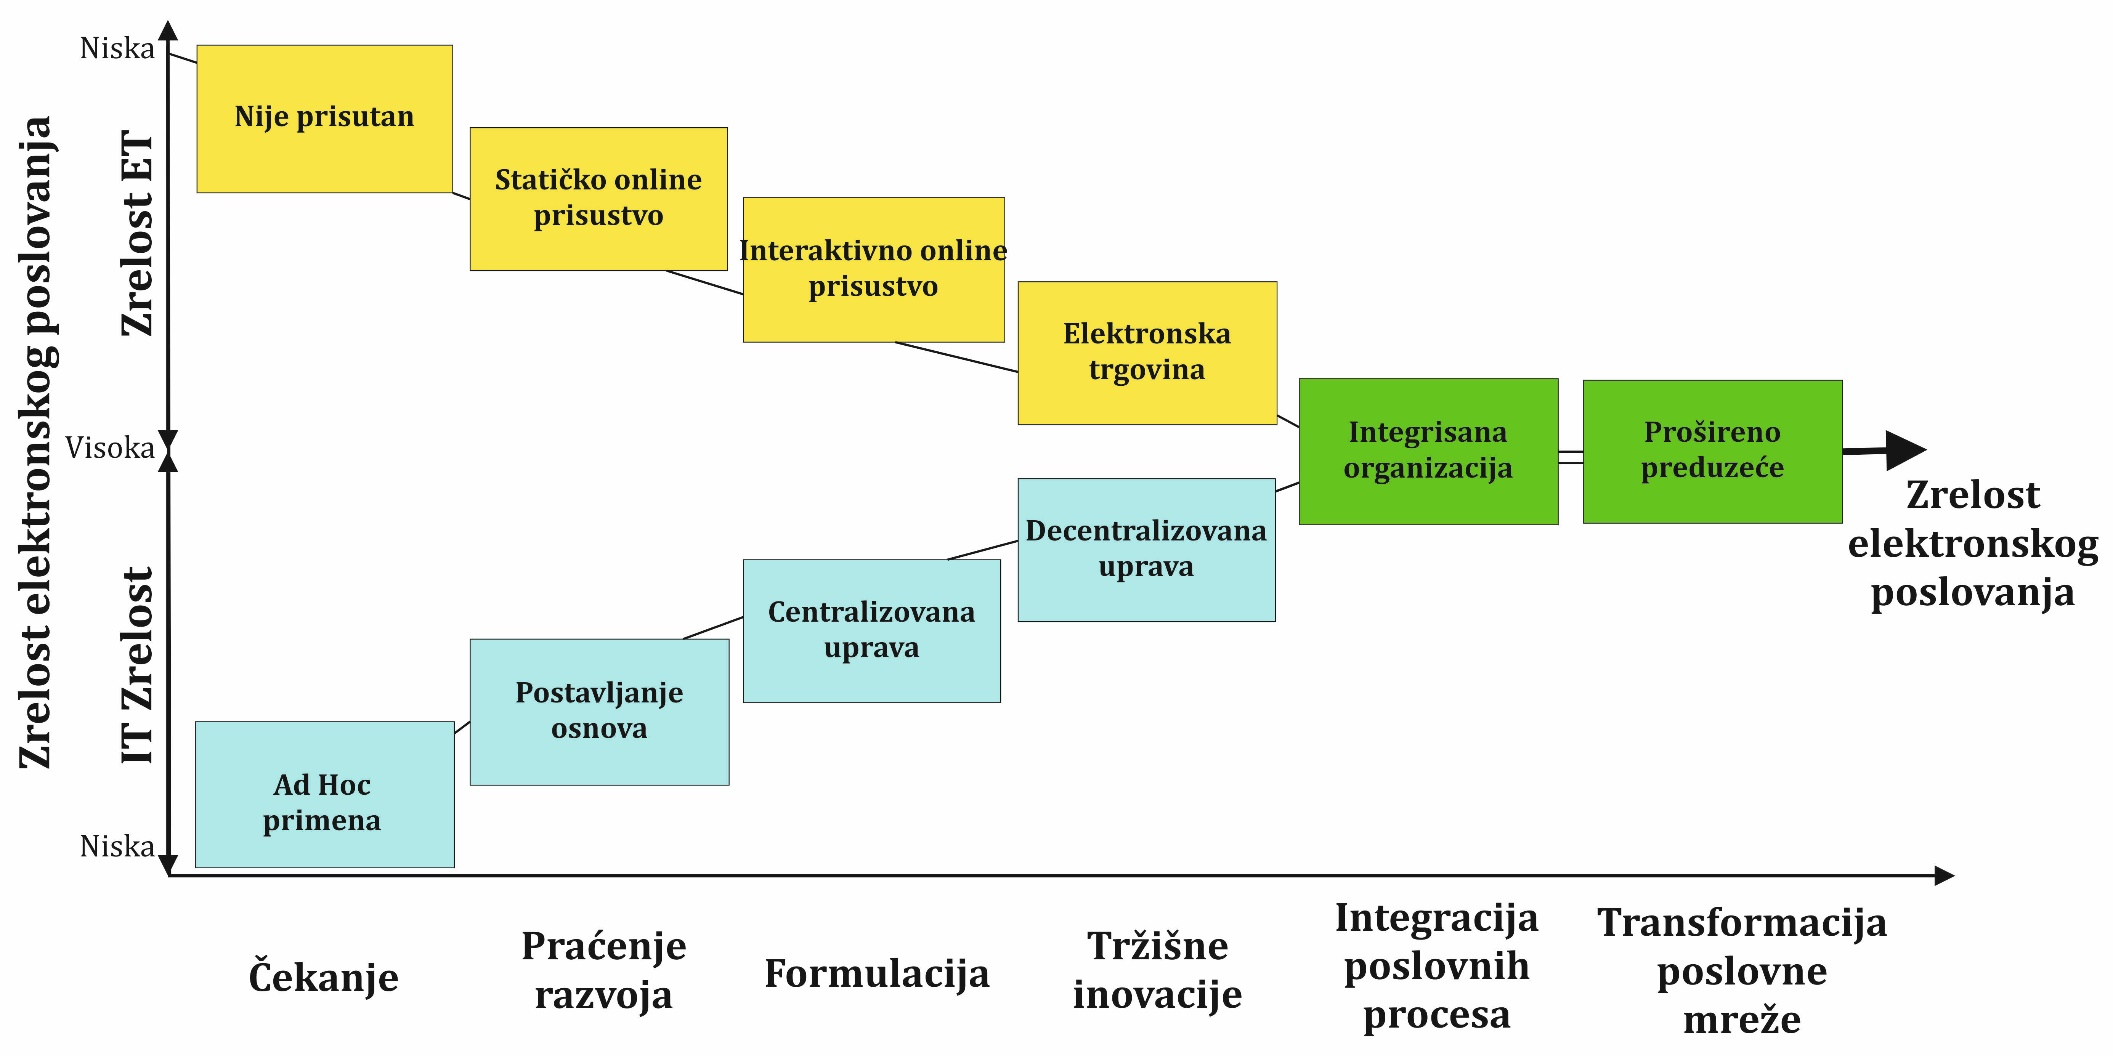 Zrelost elektronskog poslovanja
Zrelost ET
IT Zrelost
Niska
Visoka
Niska
Nije prisutan
Statičko online
prisustvo
Interaktivno online
prisustvo
Elektronska
trgovina
Integrisana
organizacija
Prošireno
preduzeće
Zrelost
elektronskog
poslovanja
Decentralizovana
uprava
Centralizovana
uprava
Postavljanje
osnova
Ad Hoc
primena
Čekanje
Praćenje
razvoja
Formulacija
Tržišne
inovacije
Integracija
poslovnih
procesa
Transformacija
poslovne
mreže